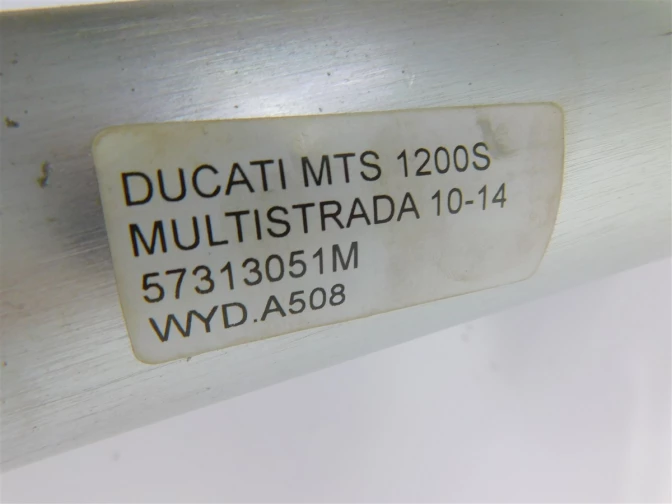 DUCATI MTS 1200S
MULTISTRADA 10-14
57313051M
WYD.A508